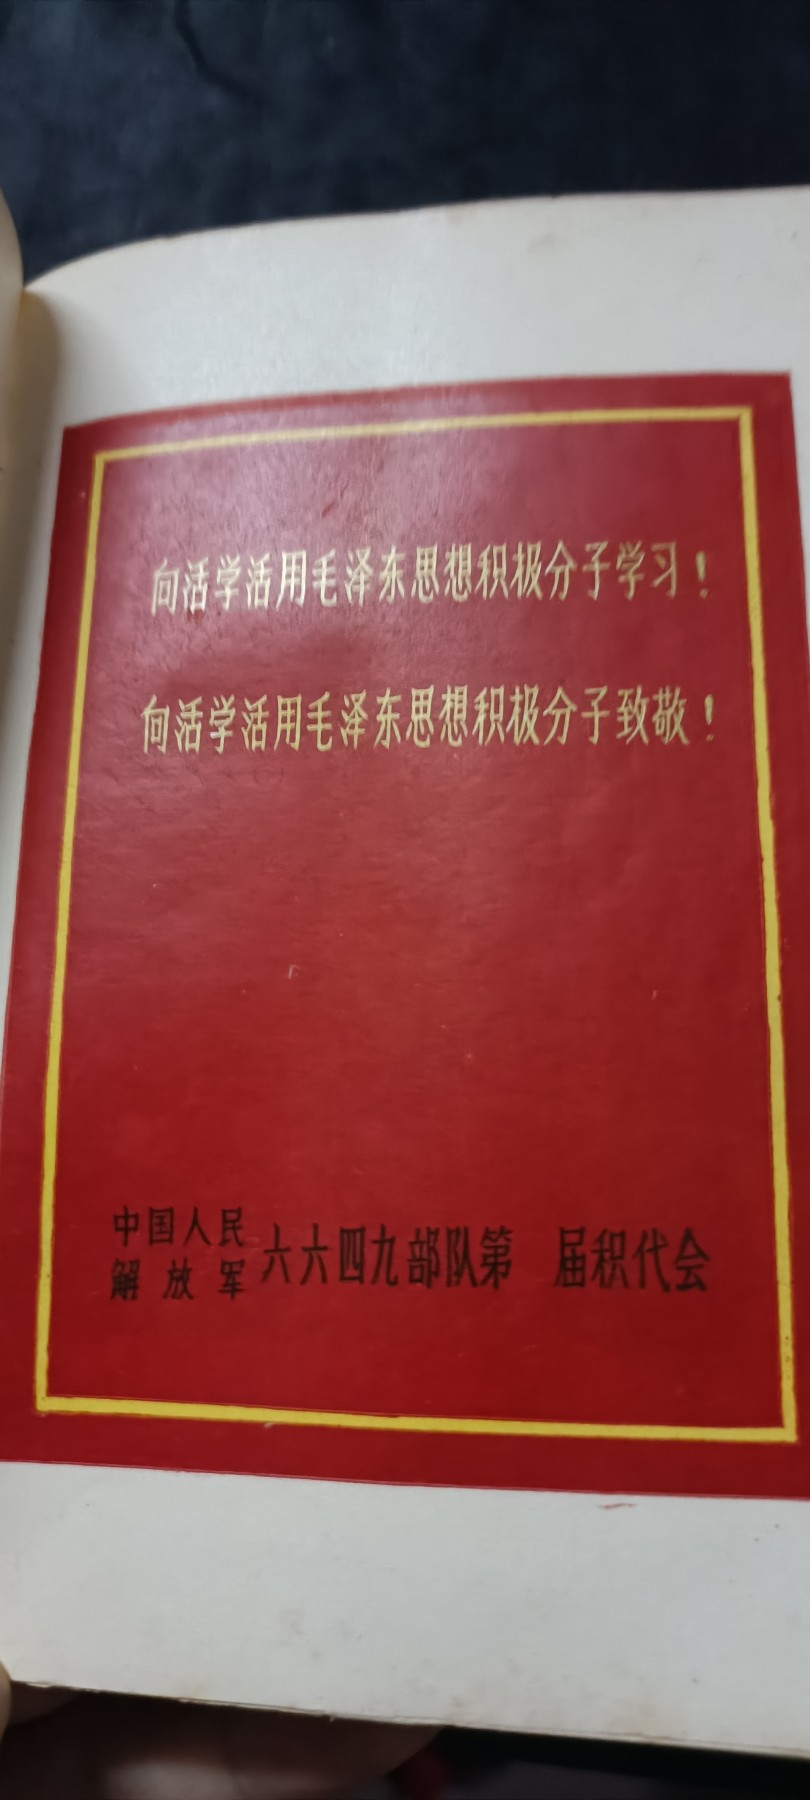 向活学活用毛泽东思想积极分子学习！
向活学活用毛泽东思想积极分子致敬！
中国人民解放军六六四九部队第 届积代会